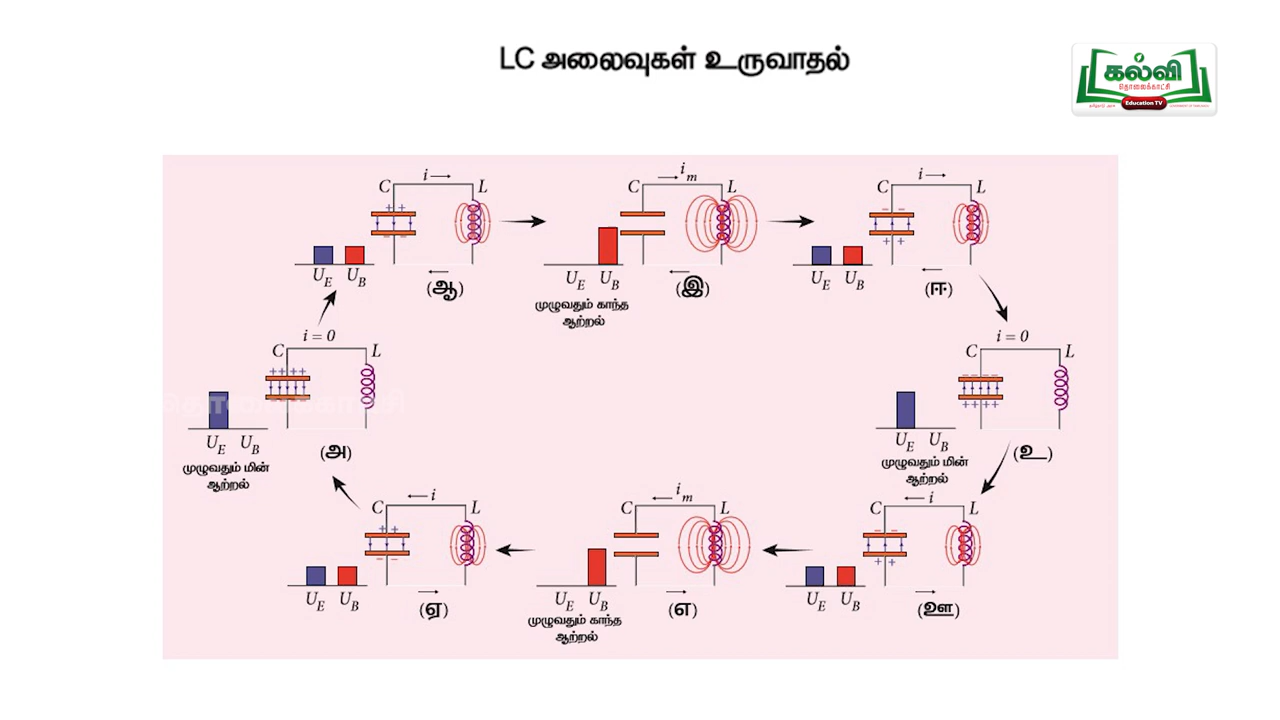 LC அலைவுகள் உருவாதல்
கல்வி
தொலைக்காட்சி
Education TV
C i L
+ +
− −
U_E U_B
(ஆ)
C i_m L
U_E U_B
(இ)
முழுவதும் காந்த
ஆற்றல்
C i L
− −
+ +
U_E U_B
(ஈ)
i = 0
C L
+ + + +
U_E U_B
(அ)
முழுவதும் மின்
ஆற்றல்
தொலைக்காட்சி
i = 0
C L
− − − −
+ + + +
U_E U_B
(உ)
முழுவதும் மின்
ஆற்றல்
C i L
+ +
− −
U_E U_B
(ஏ)
C i_m L
U_E U_B
(எ)
முழுவதும் காந்த
ஆற்றல்
C i L
− −
+ +
U_E U_B
(ஊ)